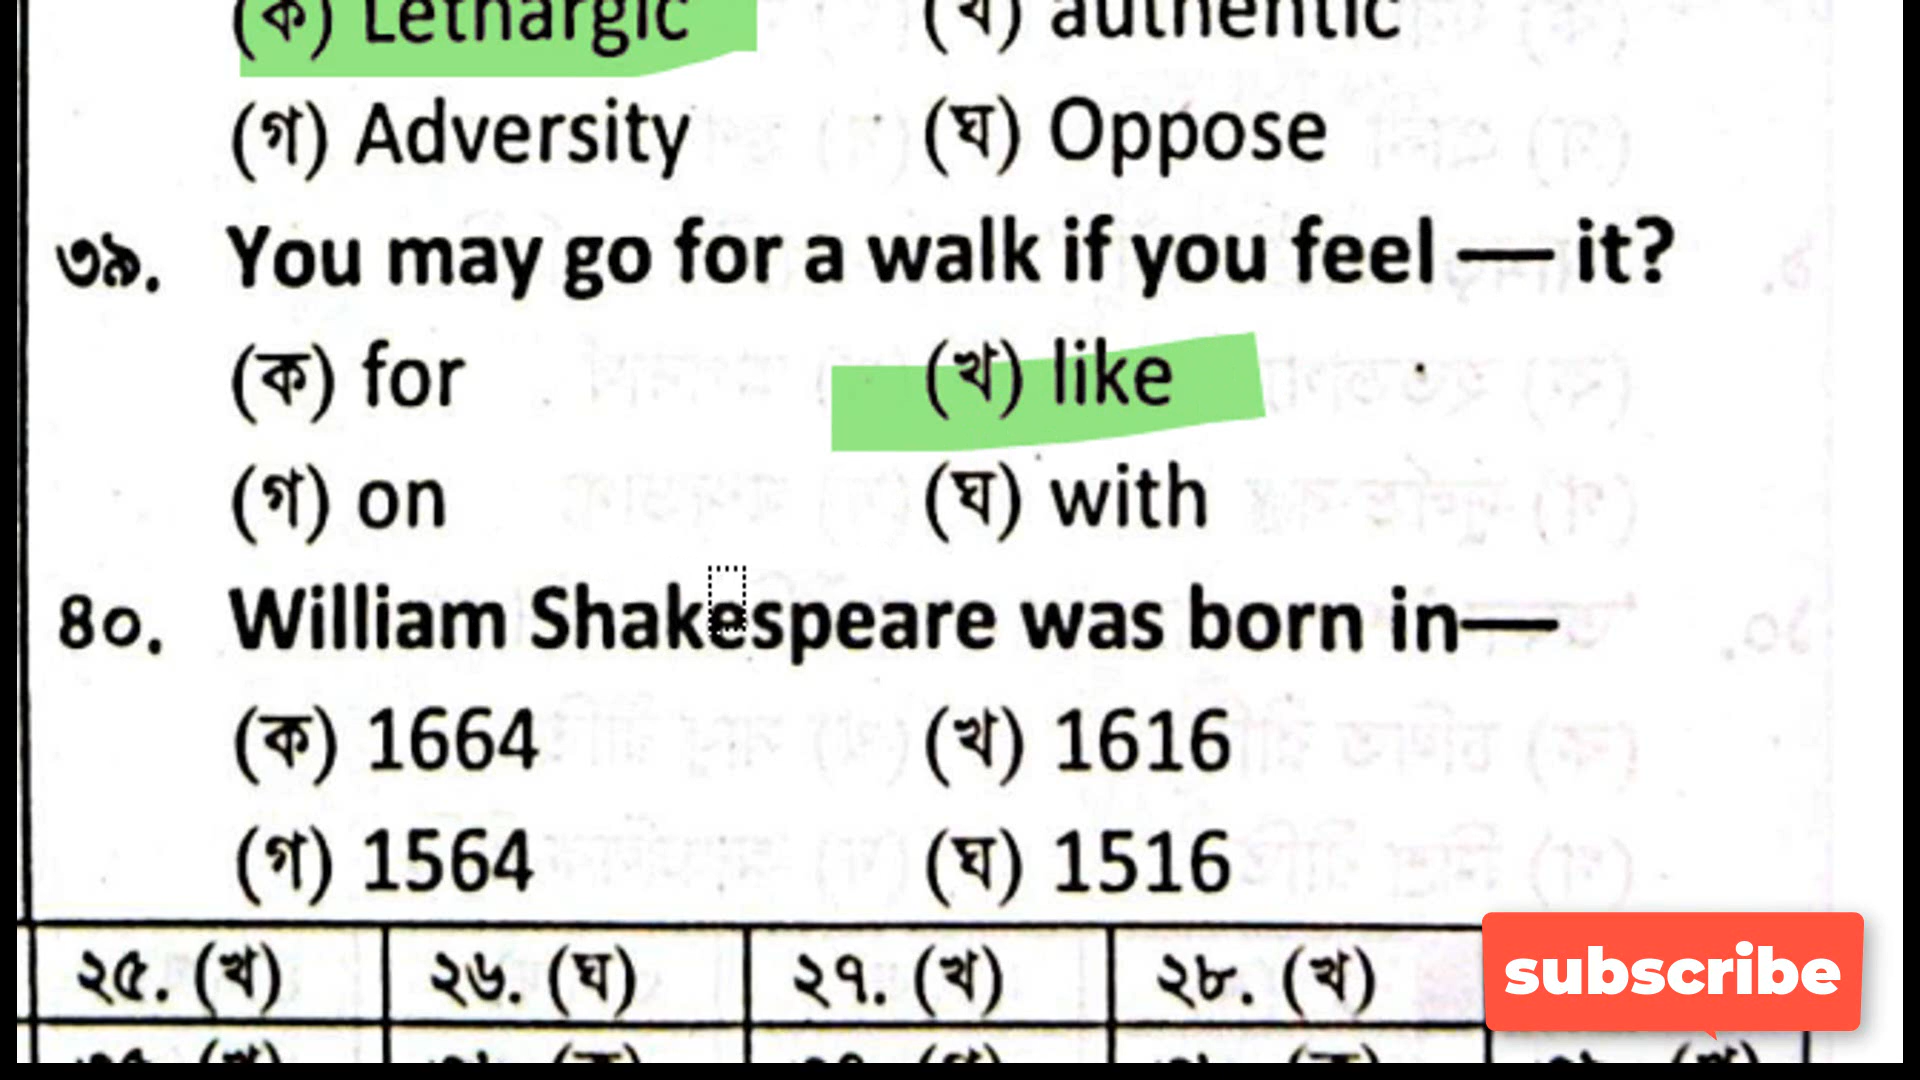 (ক) Lethargic (খ) authentic
(গ) Adversity (ঘ) Oppose
৩৯. You may go for a walk if you feel — it?
(ক) for (খ) like
(গ) on (ঘ) with
৪০. William Shakespeare was born in—
(ক) 1664 (খ) 1616
(গ) 1564 (ঘ) 1516
২৫. (খ) ২৬. (ঘ) ২৭. (খ) ২৮. (খ)
subscribe